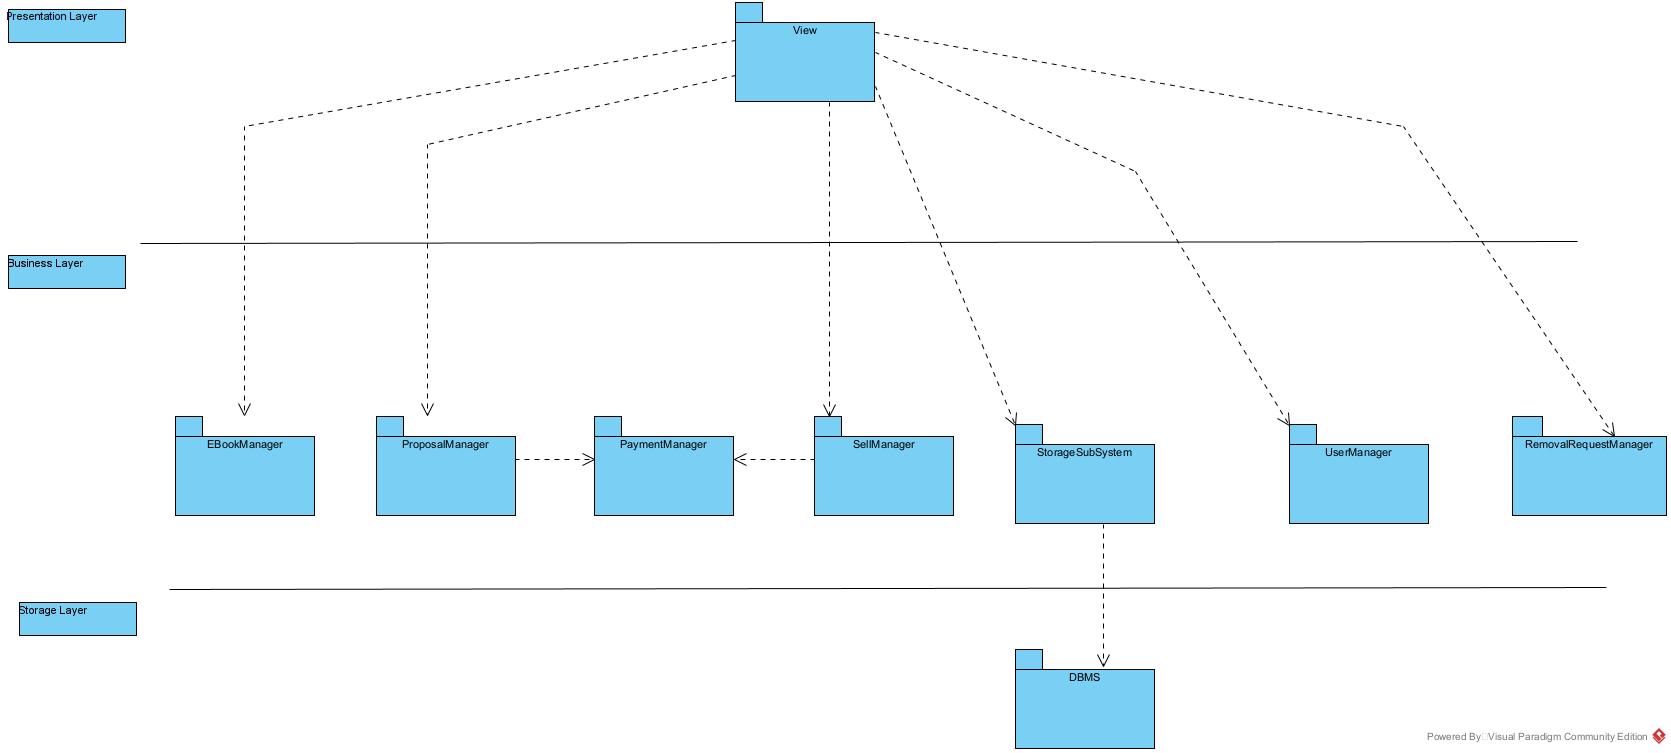 Presentation Layer
View
Business Layer
EBookManager
ProposalManager
PaymentManager
SellManager
StorageSubSystem
UserManager
RemovalRequestManager
Storage Layer
DBMS
Powered By Visual Paradigm Community Edition